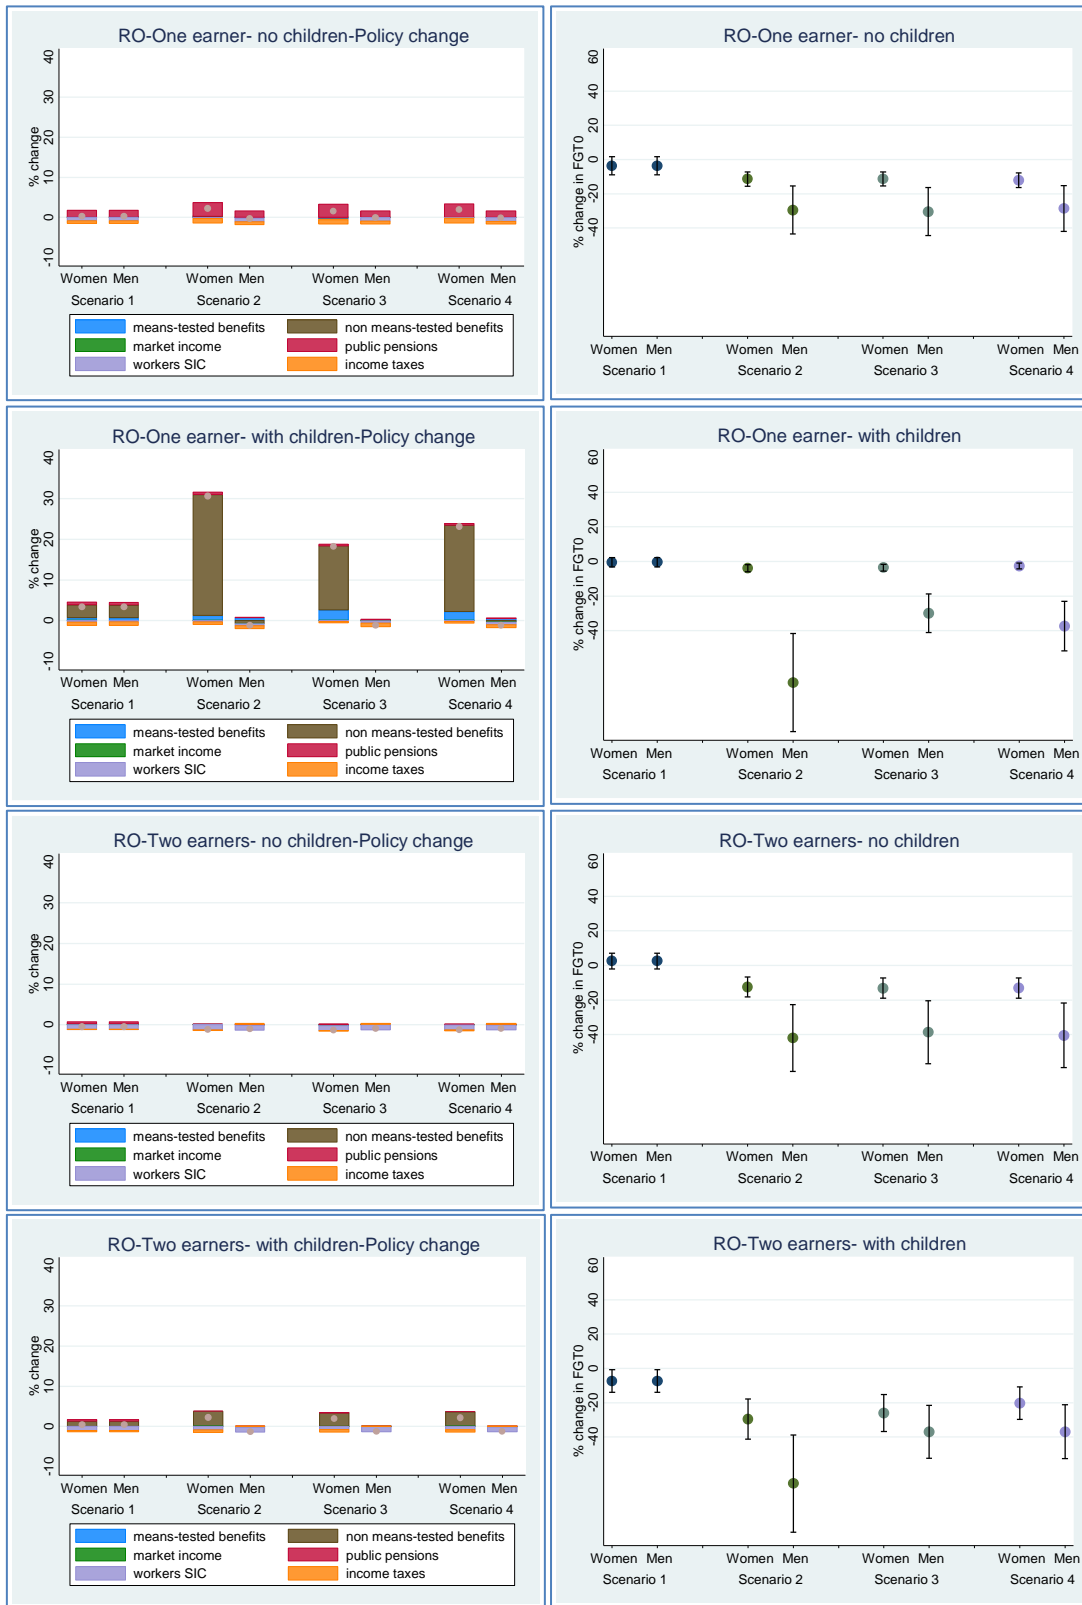 RO-One earner- no children-Policy change
% change
40
30
20
10
0
-10
Women Men Women Men Women Men Women Men
Scenario 1 Scenario 2 Scenario 3 Scenario 4
means-tested benefits non means-tested benefits
market income public pensions
workers SIC income taxes
RO-One earner- no children
% change in FGT0
60
40
20
0
-20
-40
Women Men Women Men Women Men Women Men
Scenario 1 Scenario 2 Scenario 3 Scenario 4
RO-One earner- with children-Policy change
% change
40
30
20
10
0
-10
Women Men Women Men Women Men Women Men
Scenario 1 Scenario 2 Scenario 3 Scenario 4
means-tested benefits non means-tested benefits
market income public pensions
workers SIC income taxes
RO-One earner- with children
% change in FGT0
60
40
20
0
-20
-40
Women Men Women Men Women Men Women Men
Scenario 1 Scenario 2 Scenario 3 Scenario 4
RO-Two earners- no children-Policy change
% change
40
30
20
10
0
-10
Women Men Women Men Women Men Women Men
Scenario 1 Scenario 2 Scenario 3 Scenario 4
means-tested benefits non means-tested benefits
market income public pensions
workers SIC income taxes
RO-Two earners- no children
% change in FGT0
60
40
20
0
-20
-40
Women Men Women Men Women Men Women Men
Scenario 1 Scenario 2 Scenario 3 Scenario 4
RO-Two earners- with children-Policy change
% change
40
30
20
10
0
-10
Women Men Women Men Women Men Women Men
Scenario 1 Scenario 2 Scenario 3 Scenario 4
means-tested benefits non means-tested benefits
market income public pensions
workers SIC income taxes
RO-Two earners- with children
% change in FGT0
60
40
20
0
-20
-40
Women Men Women Men Women Men Women Men
Scenario 1 Scenario 2 Scenario 3 Scenario 4